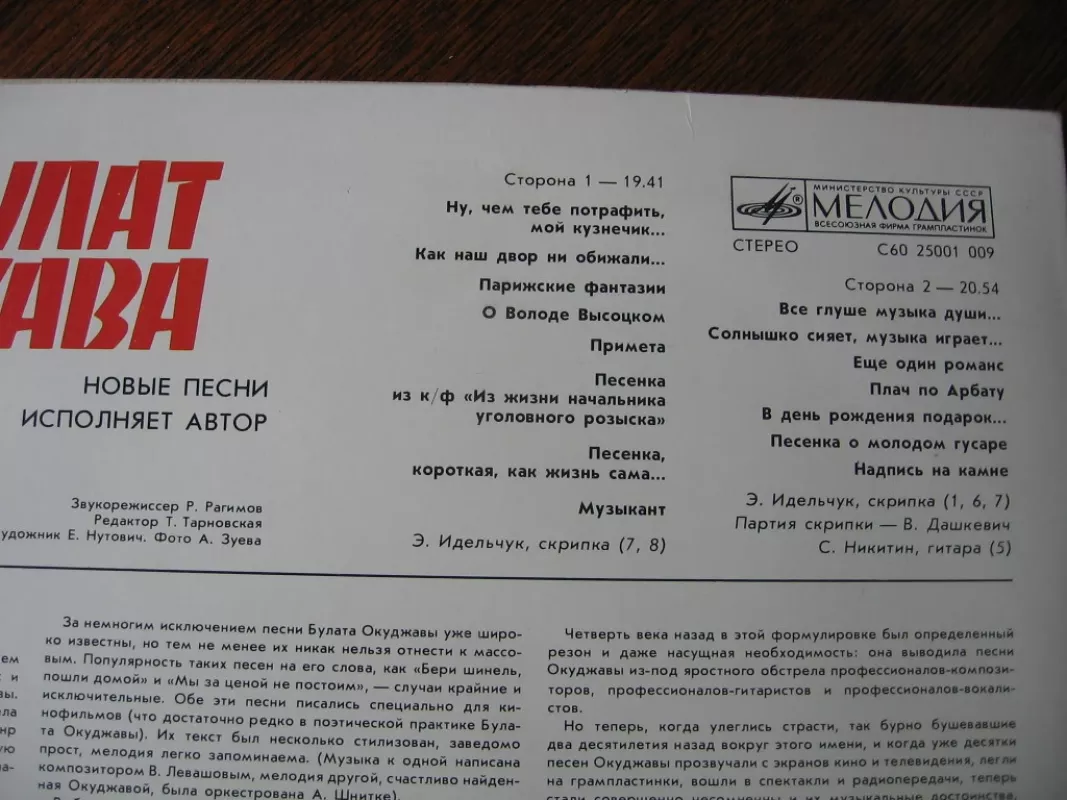 УЛАТ
ЖАВА
НОВЫЕ ПЕСНИ
ИСПОЛНЯЕТ АВТОР
Звукорежиссер Р. Рагимов
Редактор Т. Тарновская
удожник Е. Нутович. Фото А. Зуева
Сторона 1 — 19.41
Ну, чем тебе потрафить,
мой кузнечик...
Как наш двор ни обижали...
Парижские фантазии
О Володе Высоцком
Примета
Песенка
из к/ф «Из жизни начальника
уголовного розыска»
Песенка,
короткая, как жизнь сама...
Музыкант
Э. Идельчук, скрипка (7, 8)
МИНИСТЕРСТВО КУЛЬТУРЫ СССР
МЕЛОДИЯ
ВСЕСОЮЗНАЯ ФИРМА ГРАМПЛАСТИНОК
СТЕРЕО С60 25001 009
Сторона 2 — 20.54
Все глуше музыка души...
Солнышко сияет, музыка играет...
Еще один романс
Плач по Арбату
В день рождения подарок...
Песенка о молодом гусаре
Надпись на камне
Э. Идельчук, скрипка (1, 6, 7)
Партия скрипки — В. Дашкевич
С. Никитин, гитара (5)
ем
и
вы.
ла
нр
ую
а-
За немногим исключением песни Булата Окуджавы уже широ-
ко известны, но тем не менее их никак нельзя отнести к массо-
вым. Популярность таких песен на его слова, как «Бери шинель,
пошли домой» и «Мы за ценой не постоим», — случаи крайние и
исключительные. Обе эти песни писались специально для ки-
нофильмов (что достаточно редко в поэтической практике Була-
та Окуджавы). Их текст был несколько стилизован, заведомо
прост, мелодия легко запоминаема. (Музыка к одной написана
композитором В. Левашовым, мелодия другой, счастливо найден-
ная Окуджавой, была оркестрована А. Шнитке).
Четверть века назад в этой формулировке был определенный
резон и даже насущная необходимость: она выводила песни
Окуджавы из-под яростного обстрела профессионалов-компози-
торов, профессионалов-гитаристов и профессионалов-вокали-
стов.
Но теперь, когда улеглись страсти, так бурно бушевавшие
два десятилетия назад вокруг этого имени, и когда уже десятки
песен Окуджавы прозвучали с экранов кино и телевидения, легли
на грампластинки, вошли в спектакли и радиопередачи, теперь
стали совершенно несомненны и их музыкальные достоинства,